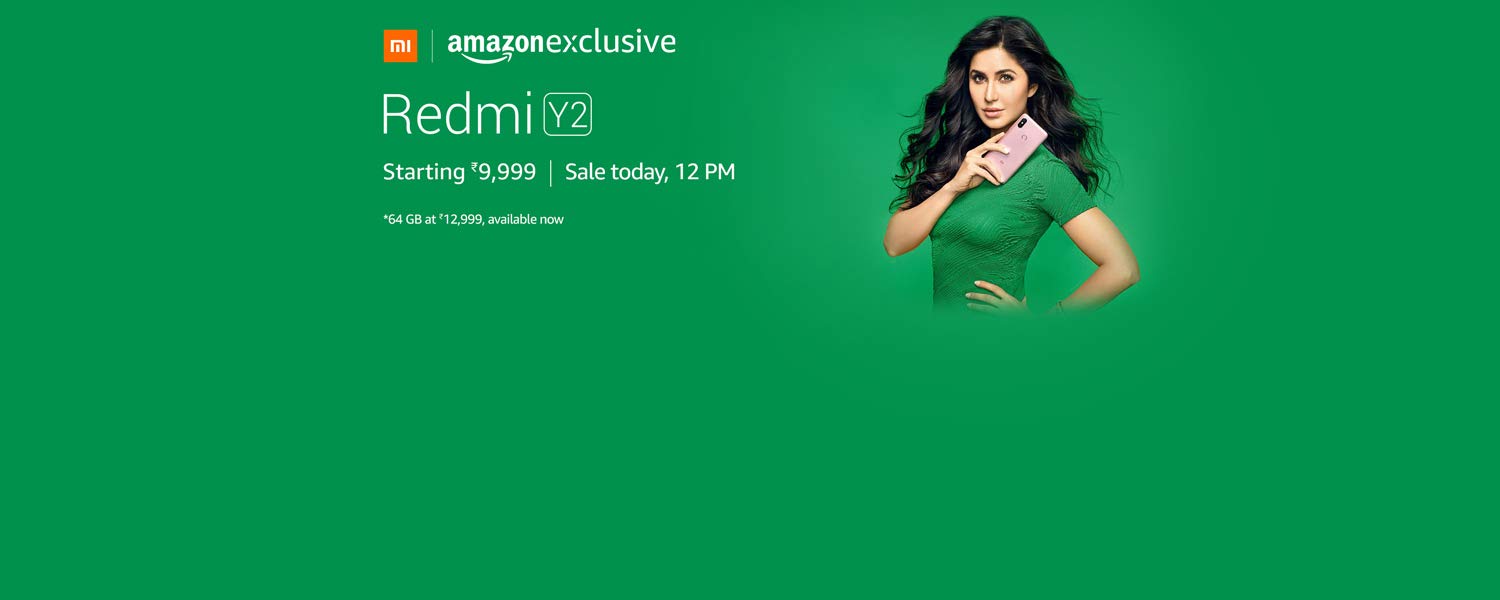 mi | amazonexclusive
Redmi Y2
Starting ₹9,999 | Sale today, 12 PM
*64 GB at ₹12,999, available now